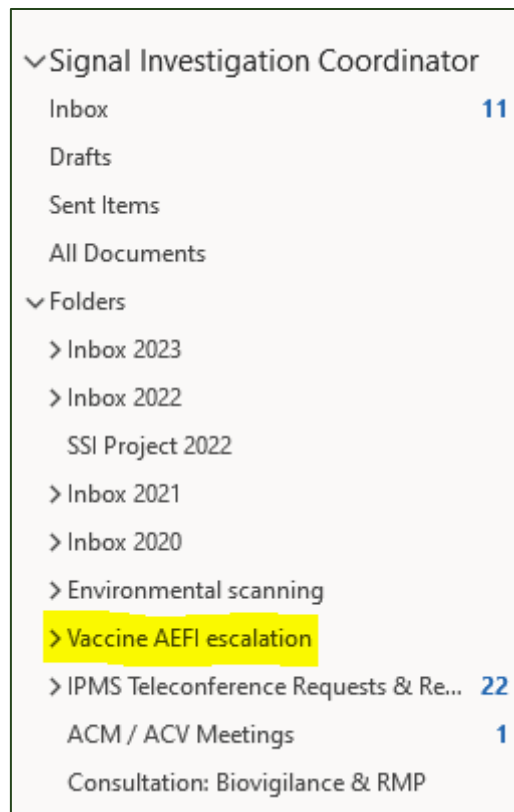 Signal Investigation Coordinator
Inbox 11
Drafts
Sent Items
All Documents
Folders
Inbox 2023
Inbox 2022
SSI Project 2022
Inbox 2021
Inbox 2020
Environmental scanning
Vaccine AEFI escalation
IPMS Teleconference Requests & Re... 22
ACM / ACV Meetings 1
Consultation: Biovigilance & RMP